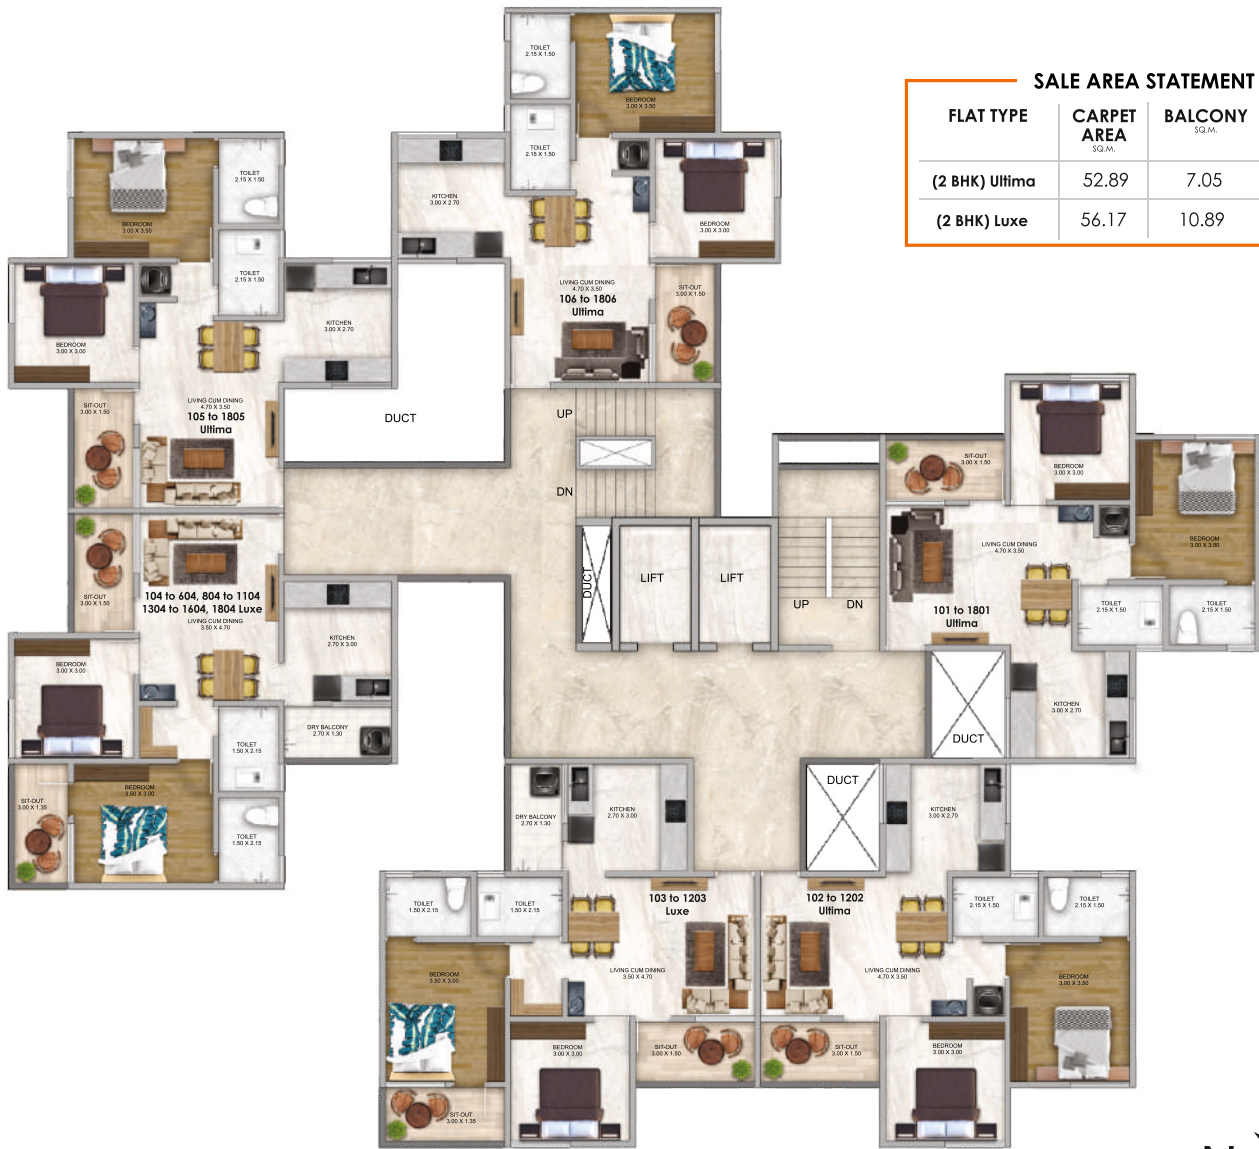 SALE AREA STATEMENT
FLAT TYPE
CARPET
AREA
SQ.M.
BALCONY
SQ.M.
(2 BHK) Ultima
52.89
7.05
(2 BHK) Luxe
56.17
10.89
TOILET
2.15 X 1.50
BEDROOM
3.00 X 3.50
TOILET
2.15 X 1.50
KITCHEN
3.00 X 2.70
BEDROOM
3.00 X 3.00
LIVING CUM DINING
4.70 X 3.50
106 to 1806
Ultima
SIT-OUT
3.00 X 1.50
TOILET
2.15 X 1.50
BEDROOM
3.00 X 3.50
TOILET
2.15 X 1.50
BEDROOM
3.00 X 3.00
KITCHEN
3.00 X 2.70
LIVING CUM DINING
4.70 X 3.50
105 to 1805
Ultima
SIT-OUT
3.00 X 1.50
DUCT
UP
DN
DUCT
LIFT
LIFT
UP
DN
SIT-OUT
3.00 X 1.50
BEDROOM
3.00 X 3.00
LIVING CUM DINING
4.70 X 3.50
BEDROOM
3.00 X 3.50
101 to 1801
Ultima
TOILET
2.15 X 1.50
TOILET
2.15 X 1.50
KITCHEN
3.00 X 2.70
DUCT
SIT-OUT
3.00 X 1.50
104 to 604, 804 to 1104
1304 to 1604, 1804 Luxe
LIVING CUM DINING
3.50 X 4.70
KITCHEN
2.70 X 3.00
BEDROOM
3.00 X 3.00
DRY BALCONY
2.70 X 1.30
TOILET
1.50 X 2.15
BEDROOM
3.50 X 3.00
SIT-OUT
3.00 X 1.35
TOILET
1.50 X 2.15
DUCT
DRY BALCONY
2.70 X 1.30
KITCHEN
2.70 X 3.00
KITCHEN
3.00 X 2.70
TOILET
1.50 X 2.15
TOILET
1.50 X 2.15
103 to 1203
Luxe
102 to 1202
Ultima
TOILET
2.15 X 1.50
TOILET
2.15 X 1.50
BEDROOM
3.50 X 3.00
LIVING CUM DINING
3.50 X 4.70
LIVING CUM DINING
4.70 X 3.50
BEDROOM
3.00 X 3.50
BEDROOM
3.00 X 3.00
SIT-OUT
3.00 X 1.50
SIT-OUT
3.00 X 1.50
BEDROOM
3.00 X 3.00
SIT-OUT
3.00 X 1.35